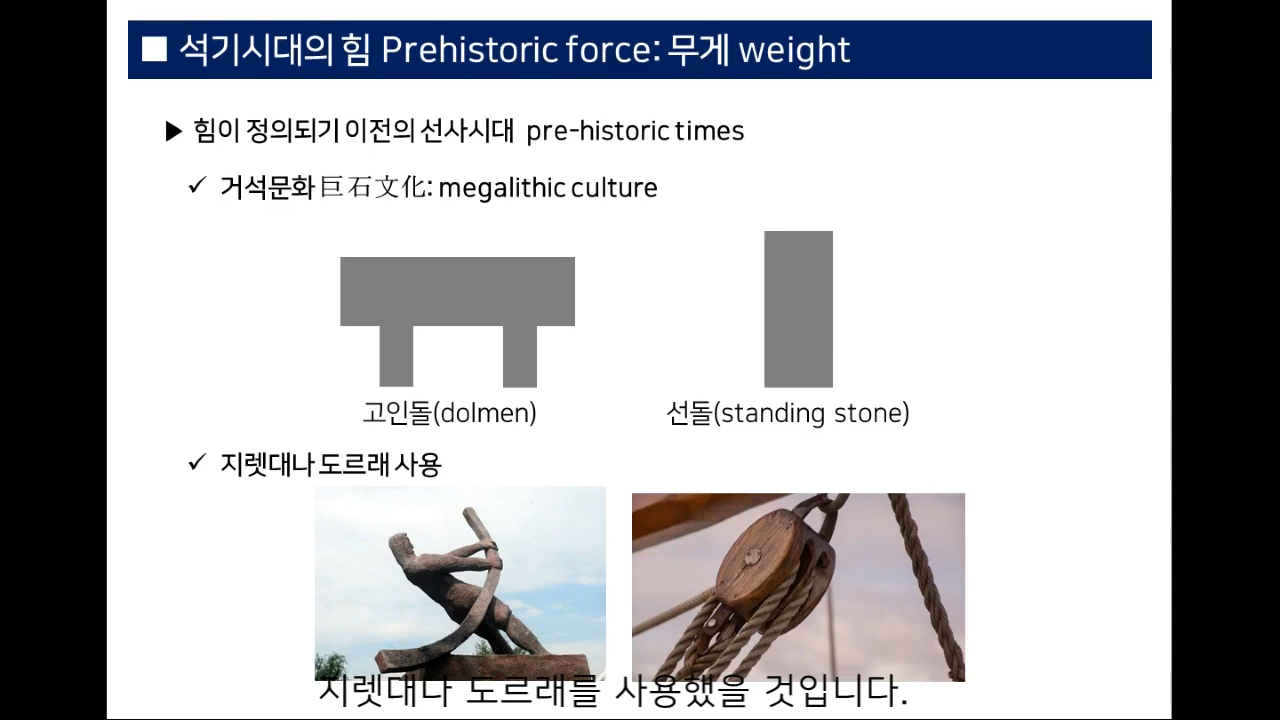 ■ 석기시대의 힘 Prehistoric force: 무게 weight
▶ 힘이 정의되기 이전의 선사시대 pre-historic times
✓ 거석문화 巨石文化: megalithic culture
고인돌(dolmen)
선돌(standing stone)
✓ 지렛대나 도르래 사용
지렛대나 도르래를 사용했을 것입니다.